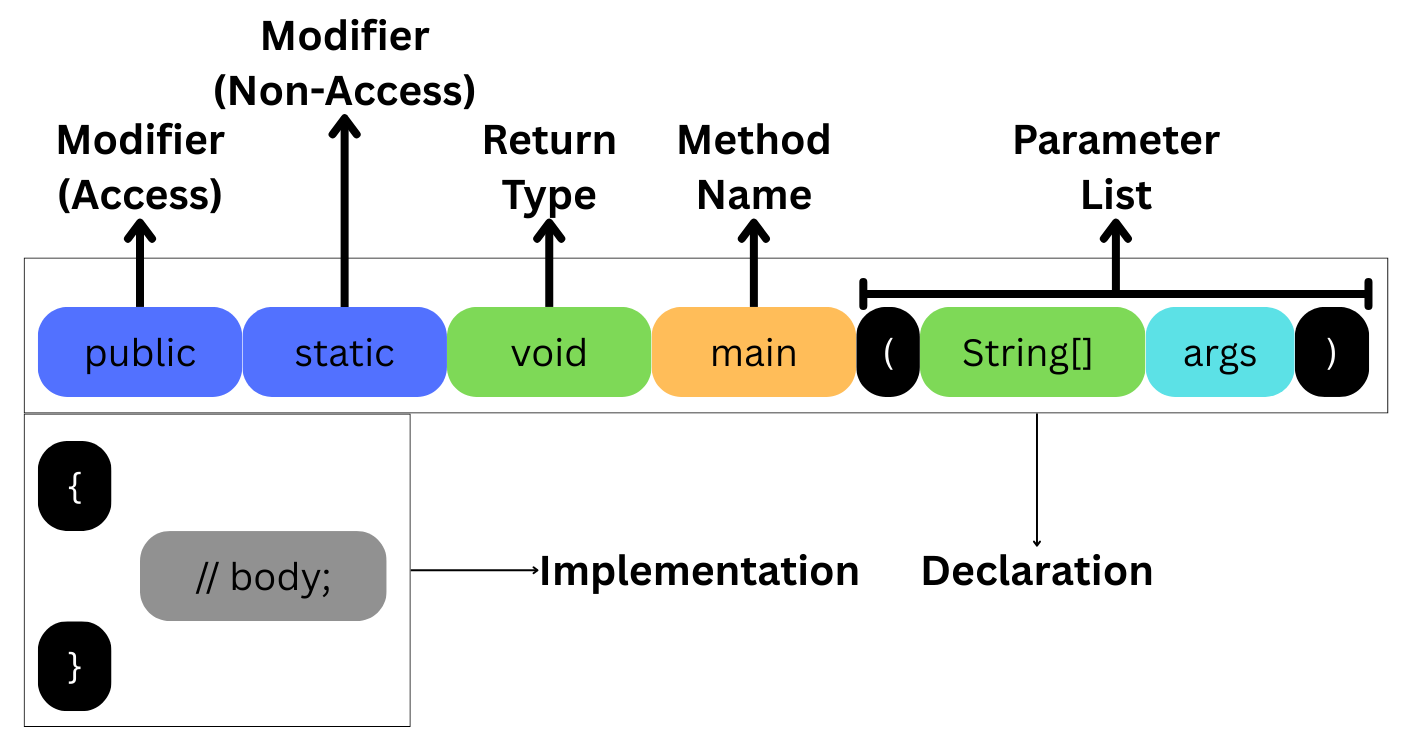 Modifier
(Non-Access)
Modifier
(Access)
Return
Type
Method
Name
Parameter
List
public static void main ( String[] args )
{
// body;
}
Implementation
Declaration